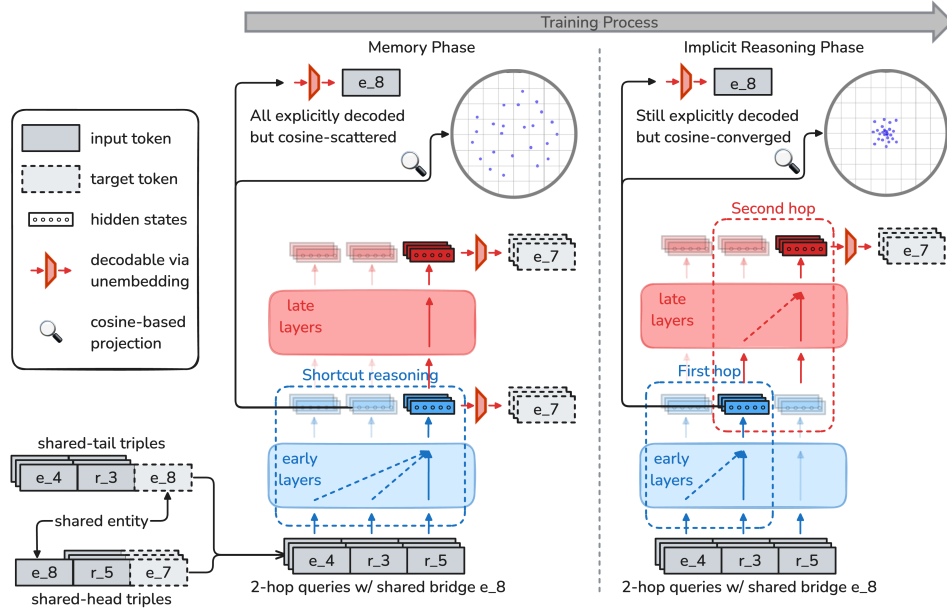 Training Process
Memory Phase
Implicit Reasoning Phase
e_8
All explicitly decoded
but cosine-scattered
e_8
Still explicitly decoded
but cosine-converged
input token
target token
hidden states
decodable via
unembedding
cosine-based
projection
late
layers
e_7
Shortcut reasoning
e_7
early
layers
e_4 r_3 r_5
2-hop queries w/ shared bridge e_8
Second hop
e_7
late
layers
First hop
early
layers
e_4 r_3 r_5
2-hop queries w/ shared bridge e_8
shared-tail triples
e_4 r_3 e_8
shared entity
e_8 r_5 e_7
shared-head triples